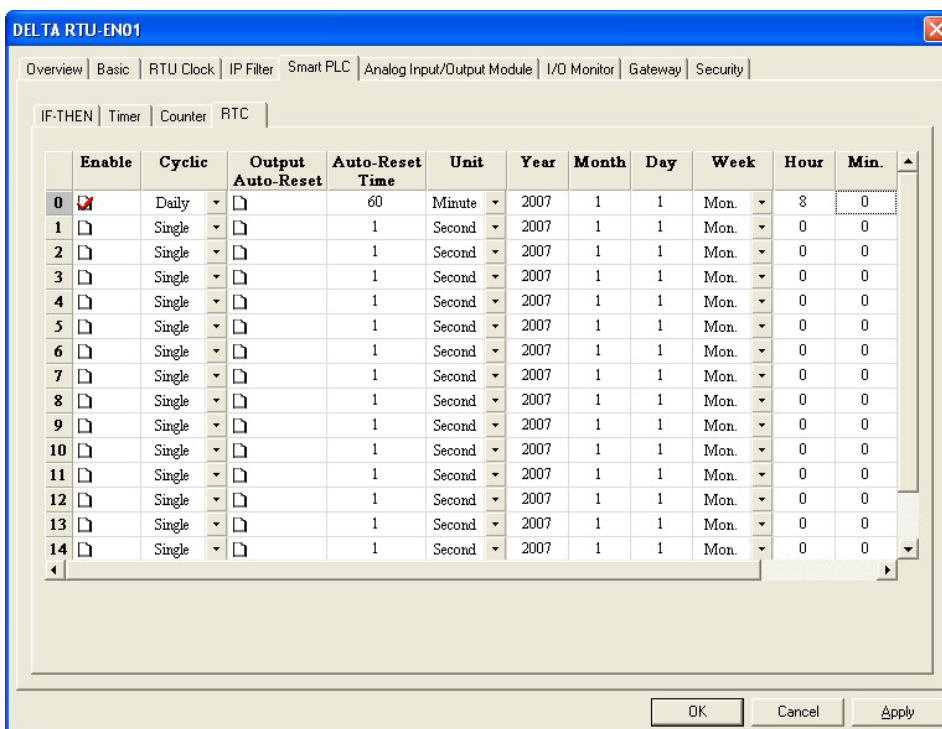 DELTA RTU-EN01
Overview Basic RTU Clock IP Filter Smart PLC Analog Input/Output Module I/O Monitor Gateway Security
IF-THEN Timer Counter RTC
Enable Cyclic Output Auto-Reset Auto-Reset Time Unit Year Month Day Week Hour Min.
0 Daily 60 Minute 2007 1 1 Mon. 8 0
1 Single 1 Second 2007 1 1 Mon. 0 0
2 Single 1 Second 2007 1 1 Mon. 0 0
3 Single 1 Second 2007 1 1 Mon. 0 0
4 Single 1 Second 2007 1 1 Mon. 0 0
5 Single 1 Second 2007 1 1 Mon. 0 0
6 Single 1 Second 2007 1 1 Mon. 0 0
7 Single 1 Second 2007 1 1 Mon. 0 0
8 Single 1 Second 2007 1 1 Mon. 0 0
9 Single 1 Second 2007 1 1 Mon. 0 0
10 Single 1 Second 2007 1 1 Mon. 0 0
11 Single 1 Second 2007 1 1 Mon. 0 0
12 Single 1 Second 2007 1 1 Mon. 0 0
13 Single 1 Second 2007 1 1 Mon. 0 0
14 Single 1 Second 2007 1 1 Mon. 0 0
OK Cancel Apply